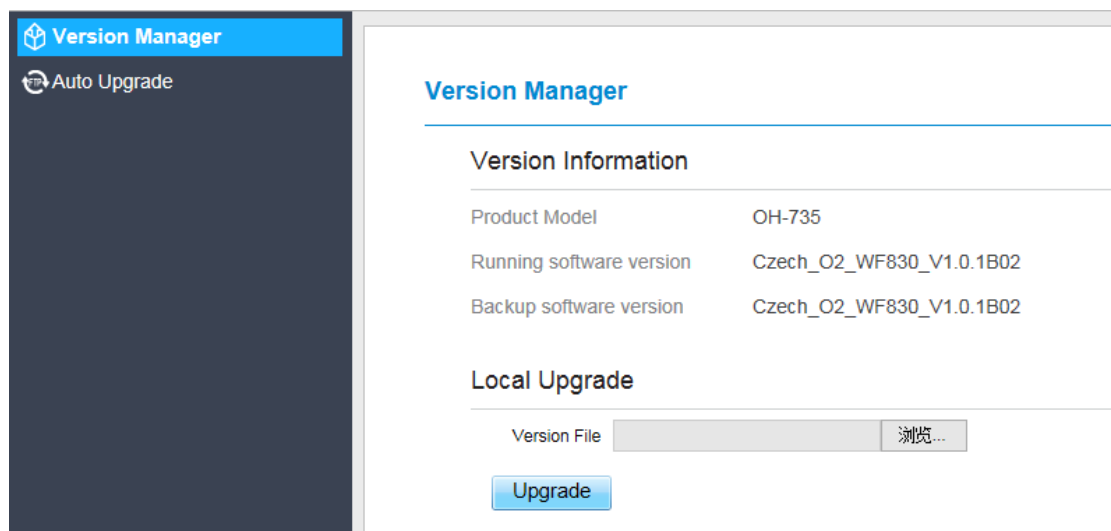 Version Manager
Auto Upgrade
Version Manager
Version Information
Product Model OH-735
Running software version Czech_O2_WF830_V1.0.1B02
Backup software version Czech_O2_WF830_V1.0.1B02
Local Upgrade
Version File 浏览...
Upgrade